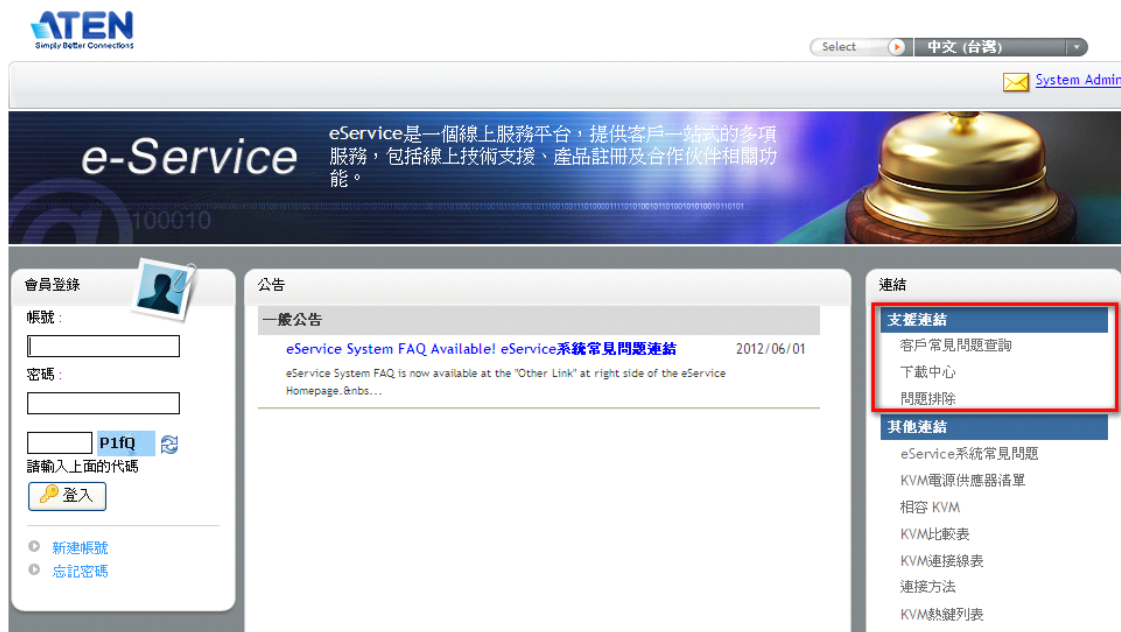 ATEN
Simply Better Connections
Select
中文 (台灣)
System Admin
e-Service
eService是一個線上服務平台，提供客戶一站式的多項
服務，包括線上技術支援、產品註冊及合作伙伴相關功
能。
100010
會員登錄
帳號 :
密碼 :
P1fQ
請輸入上面的代碼
登入
新建帳號
忘記密碼
公告
一般公告
eService System FAQ Available! eService系統常見問題連結 2012/06/01
eService System FAQ is now available at the "Other Link" at right side of the eService
Homepage.&nbs...
連結
支援連結
客戶常見問題查詢
下載中心
問題排除
其他連結
eService系統常見問題
KVM電源供應器清單
相容 KVM
KVM比較表
KVM連接線表
連接方法
KVM熱鍵列表